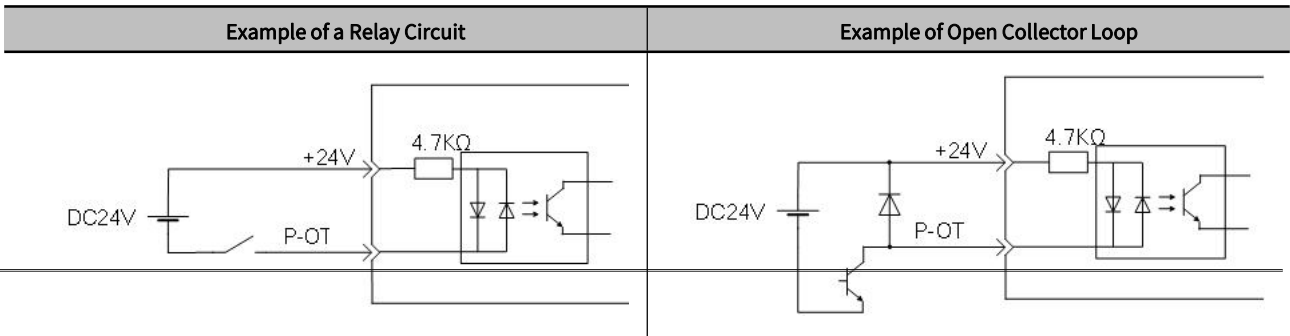 Example of a Relay Circuit
Example of Open Collector Loop
4.7KΩ
+24V
DC24V
P-OT
4.7KΩ
+24V
DC24V
P-OT